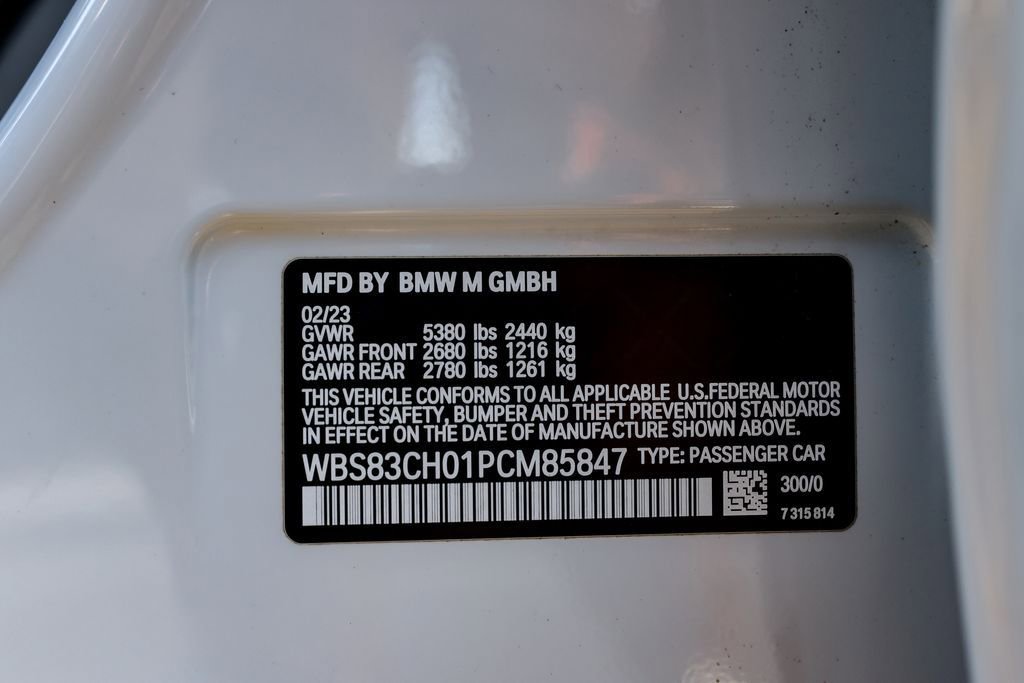 MFD BY BMW M GMBH
02/23
GVWR 5380 lbs 2440 kg
GAWR FRONT 2680 lbs 1216 kg
GAWR REAR 2780 lbs 1261 kg
THIS VEHICLE CONFORMS TO ALL APPLICABLE U.S.FEDERAL MOTOR
VEHICLE SAFETY, BUMPER AND THEFT PREVENTION STANDARDS
IN EFFECT ON THE DATE OF MANUFACTURE SHOWN ABOVE.
WBS83CH01PCM85847 TYPE: PASSENGER CAR
300/0
7 315 814